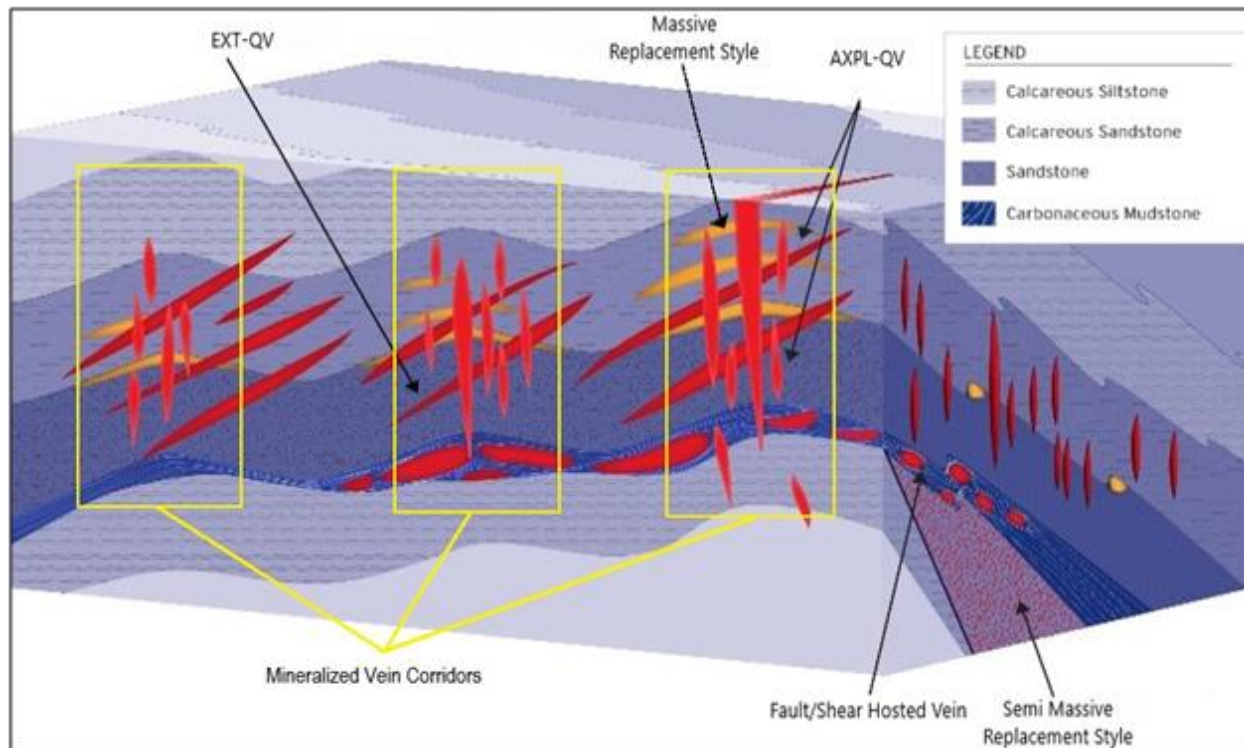 EXT-QV
Massive
Replacement Style
AXPL-QV
LEGEND
Calcareous Siltstone
Calcareous Sandstone
Sandstone
Carbonaceous Mudstone
Mineralized Vein Corridors
Fault/Shear Hosted Vein
Semi Massive
Replacement Style